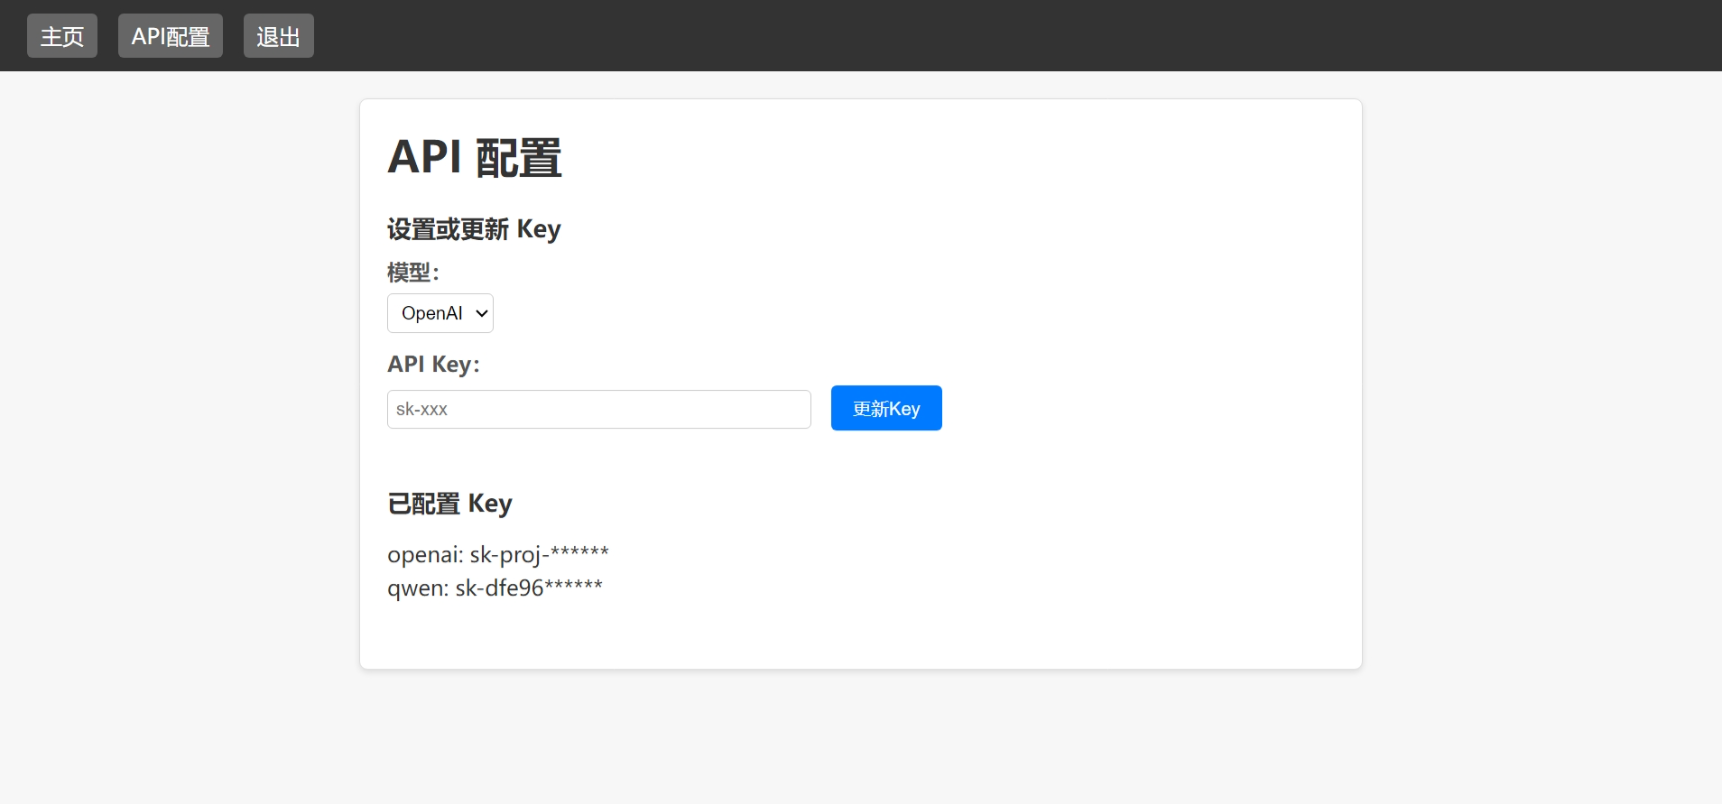 主页 API配置 退出
API 配置
设置或更新 Key
模型：
OpenAI
API Key：
sk-xxx 更新Key
已配置 Key
openai: sk-proj-******
qwen: sk-dfe96******